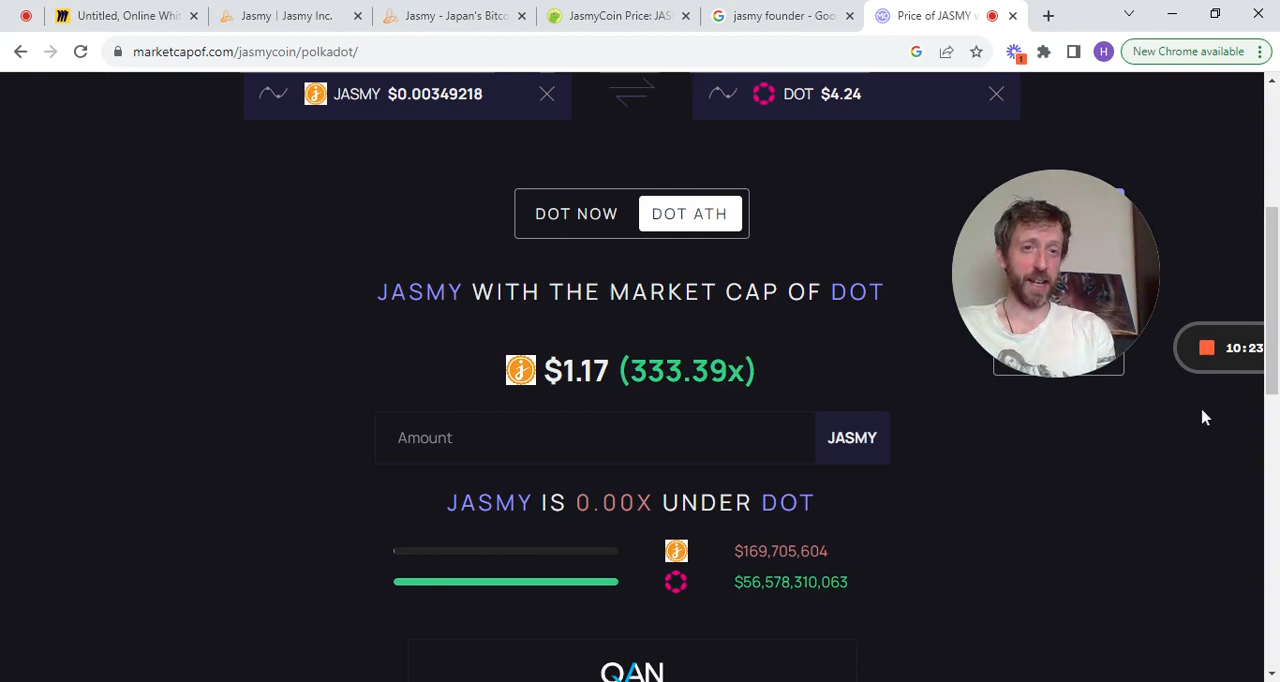 Untitled, Online Whit
Jasmy | Jasmy Inc.
Jasmy - Japan's Bitco
JasmyCoin Price: JAS
jasmy founder - Goo
Price of JASMY
marketcapof.com/jasmycoin/polkadot/
1
H
New Chrome available
JASMY $0.00349218
DOT $4.24
DOT NOW
DOT ATH
JASMY WITH THE MARKET CAP OF DOT
$1.17 (333.39x)
10:23
Amount
JASMY
JASMY IS 0.00X UNDER DOT
$169,705,604
$56,578,310,063
QAN